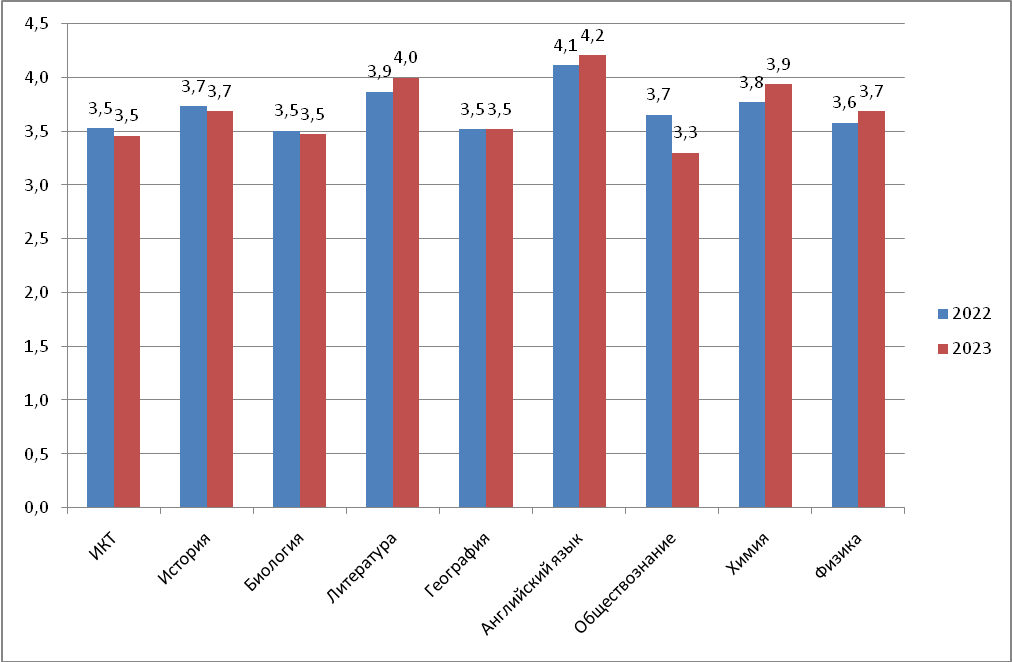 4,5
4,0
3,5
3,0
2,5
2,0
1,5
1,0
0,5
0,0
3,5 3,5
3,7 3,7
3,5 3,5
3,9 4,0
3,5 3,5
4,1 4,2
3,7 3,3
3,8 3,9
3,6 3,7
ИКТ
История
Биология
Литература
География
Английский язык
Обществознание
Химия
Физика
2022
2023